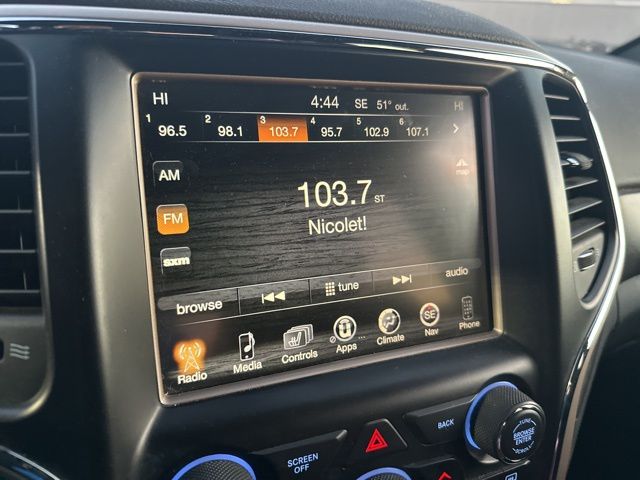 HI 4:44 SE 51° out. HI
1 96.5 2 98.1 3 103.7 4 95.7 5 102.9 6 107.1
AM
map
103.7 ST
FM
Nicolet!
sxm
browse tune audio
Radio Media Controls Apps Climate SE Nav Phone
BACK
TUNE
BROWSE
ENTER
SCROLL
SCREEN
OFF